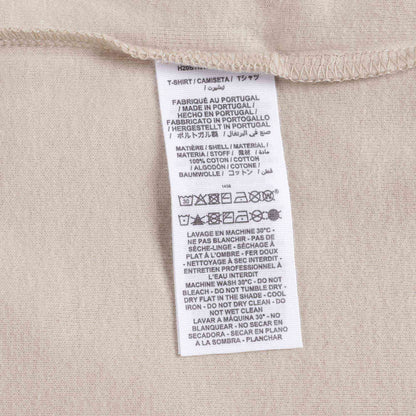 T-SHIRT / CAMISETA / Tシャツ
تيشيرت /
FABRIQUÉ AU PORTUGAL
/ MADE IN PORTUGAL /
HECHO EN PORTUGAL /
FABBRICATO IN PORTOGALLO
/ HERGESTELLT IN PORTUGAL
/ ポルトガル製 / صنع في البرتغال
MATIÈRE / SHELL / MATERIAL /
MATERIA / STOFF / 素材 / مادة
100% COTON / COTTON
/ ALGODÓN / COTONE /
BAUMWOLLE / コットン / قطن
LAVAGE EN MACHINE 30°C -
NE PAS BLANCHIR - PAS DE
SÈCHE-LINGE - SÉCHAGE À
PLAT À L'OMBRE - FER DOUX
- NETTOYAGE À SEC INTERDIT -
ENTRETIEN PROFESSIONNEL À
L'EAU INTERDIT
MACHINE WASH 30°C - DO NOT
BLEACH - DO NOT TUMBLE DRY -
DRY FLAT IN THE SHADE - COOL
IRON - DO NOT DRY CLEAN - DO
NOT WET CLEAN
LAVAR A MÁQUINA 30° - NO
BLANQUEAR - NO SECAR EN
SECADORA - SECAR EN PLANO
A LA SOMBRA - PLANCHAR